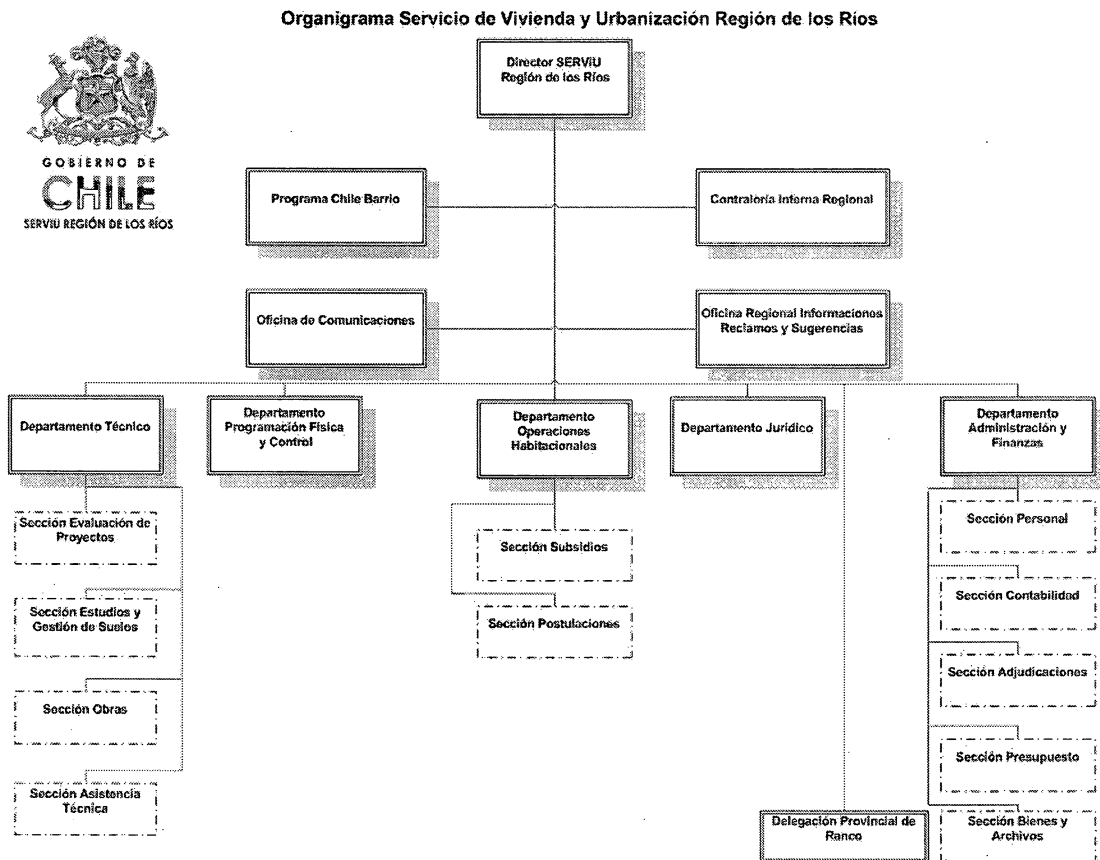 Organigrama Servicio de Vivienda y Urbanización Región de los Ríos
GOBIERNO DE
CHILE
SERVIU REGIÓN DE LOS RÍOS
Director SERVIU
Región de los Ríos
Programa Chile Barrio
Contraloría Interna Regional
Oficina de Comunicaciones
Oficina Regional Informaciones
Reclamos y Sugerencias
Departamento Técnico
Departamento
Programación Física
y Control
Departamento
Operaciones
Habitacionales
Departamento Jurídico
Departamento
Administración y
Finanzas
Sección Evaluación de
Proyectos
Sección Estudios y
Gestión de Suelos
Sección Obras
Sección Asistencia
Técnica
Sección Subsidios
Sección Postulaciones
Sección Personal
Sección Contabilidad
Sección Adjudicaciones
Sección Presupuesto
Sección Bienes y
Archivos
Delegación Provincial de
Ranco